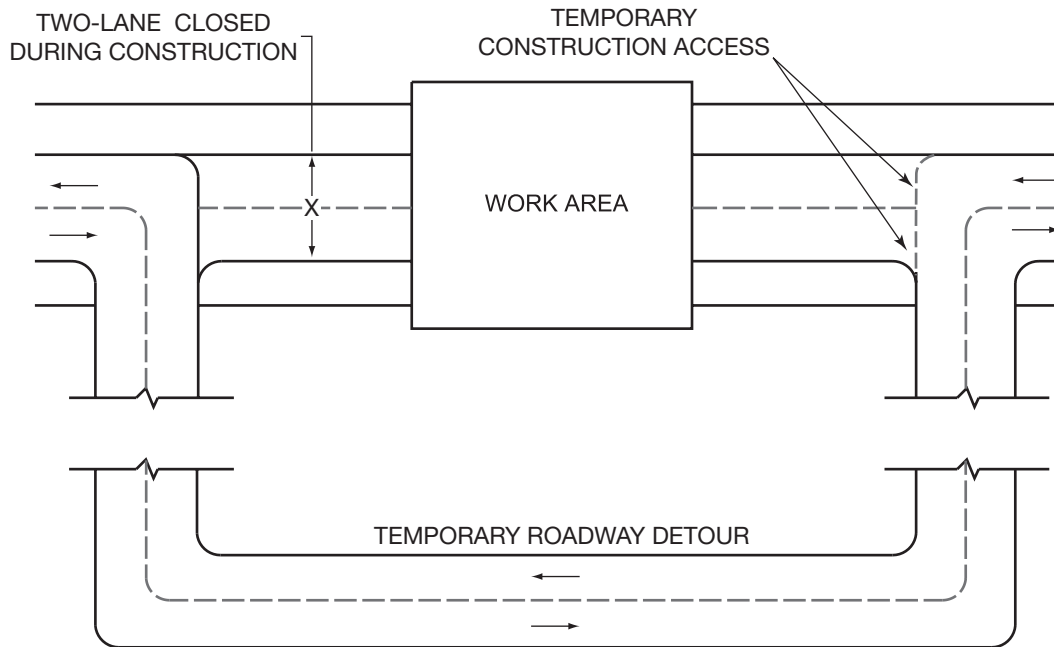 TWO-LANE CLOSED
DURING CONSTRUCTION
TEMPORARY
CONSTRUCTION ACCESS
X
WORK AREA
TEMPORARY ROADWAY DETOUR